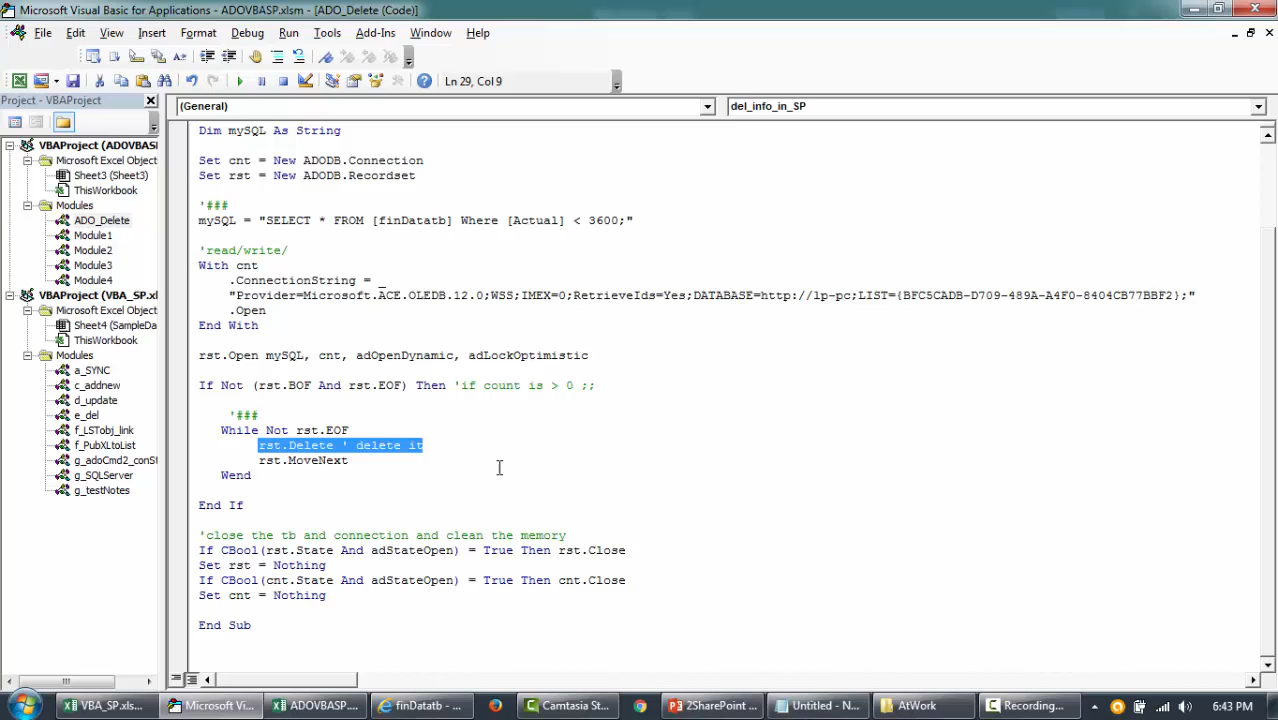 Microsoft Visual Basic for Applications - ADOVBASP.xlsm - [ADO_Delete (Code)]
File Edit View Insert Format Debug Run Tools Add-Ins Window Help
Ln 29, Col 9
Project - VBAProject
(General) del_info_in_SP
VBAProject (ADOVBAS
Microsoft Excel Object
Sheet3 (Sheet3)
ThisWorkbook
Modules
ADO_Delete
Module1
Module2
Module3
Module4
VBAProject (VBA_SP.xl
Microsoft Excel Object
Sheet4 (SampleDa
ThisWorkbook
Modules
a_SYNC
c_addnew
d_update
e_del
f_LSTobj_link
f_PubXLtoList
g_adoCmd2_conSt
g_SQLServer
g_testNotes
Dim mySQL As String
Set cnt = New ADODB.Connection
Set rst = New ADODB.Recordset
'###
mySQL = "SELECT * FROM [finDatatb] Where [Actual] < 3600;"
'read/write/
With cnt
.ConnectionString = _
"Provider=Microsoft.ACE.OLEDB.12.0;WSS;IMEX=0;RetrieveIds=Yes;DATABASE=http://lp-pc;LIST={BFC5CADB-D709-489A-A4F0-8404CB77BBF2};"
.Open
End With
rst.Open mySQL, cnt, adOpenDynamic, adLockOptimistic
If Not (rst.BOF And rst.EOF) Then 'if count is > 0 ;;
'###
While Not rst.EOF
rst.Delete ' delete it
rst.MoveNext
Wend
End If
'close the tb and connection and clean the memory
If CBool(rst.State And adStateOpen) = True Then rst.Close
Set rst = Nothing
If CBool(cnt.State And adStateOpen) = True Then cnt.Close
Set cnt = Nothing
End Sub
VBA_SP.xls... Microsoft Vi... ADOVBASP.... finDatatb - ... Camtasia St... 2SharePoint ... Untitled - N... AtWork Recording... 6:43 PM